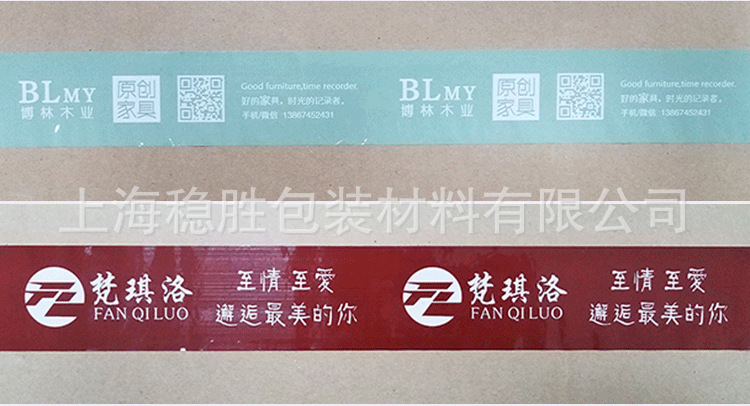 BLMY
博林木业
原创
家具
Good furniture,time recorder.
好的家具，时光的记录者。
手机/微信 13867452431
BLMY
博林木业
原创
家具
Good furniture,time recorder.
好的家具，时光的记录者。
手机/微信 13867452431
上海稳胜包装材料有限公司
梵琪洛
FAN QI LUO
至情至爱
邂逅最美的你
梵琪洛
FAN QI LUO
至情至爱
邂逅最美的你